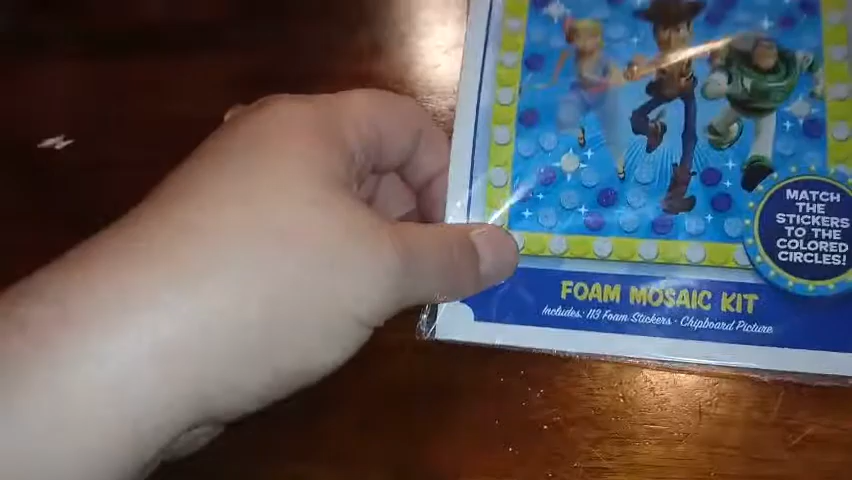 MATCH
THE
STICKERS
TO THE
COLORED
CIRCLES!
FOAM MOSAIC KIT
Includes: 113 Foam Stickers • Chipboard Picture